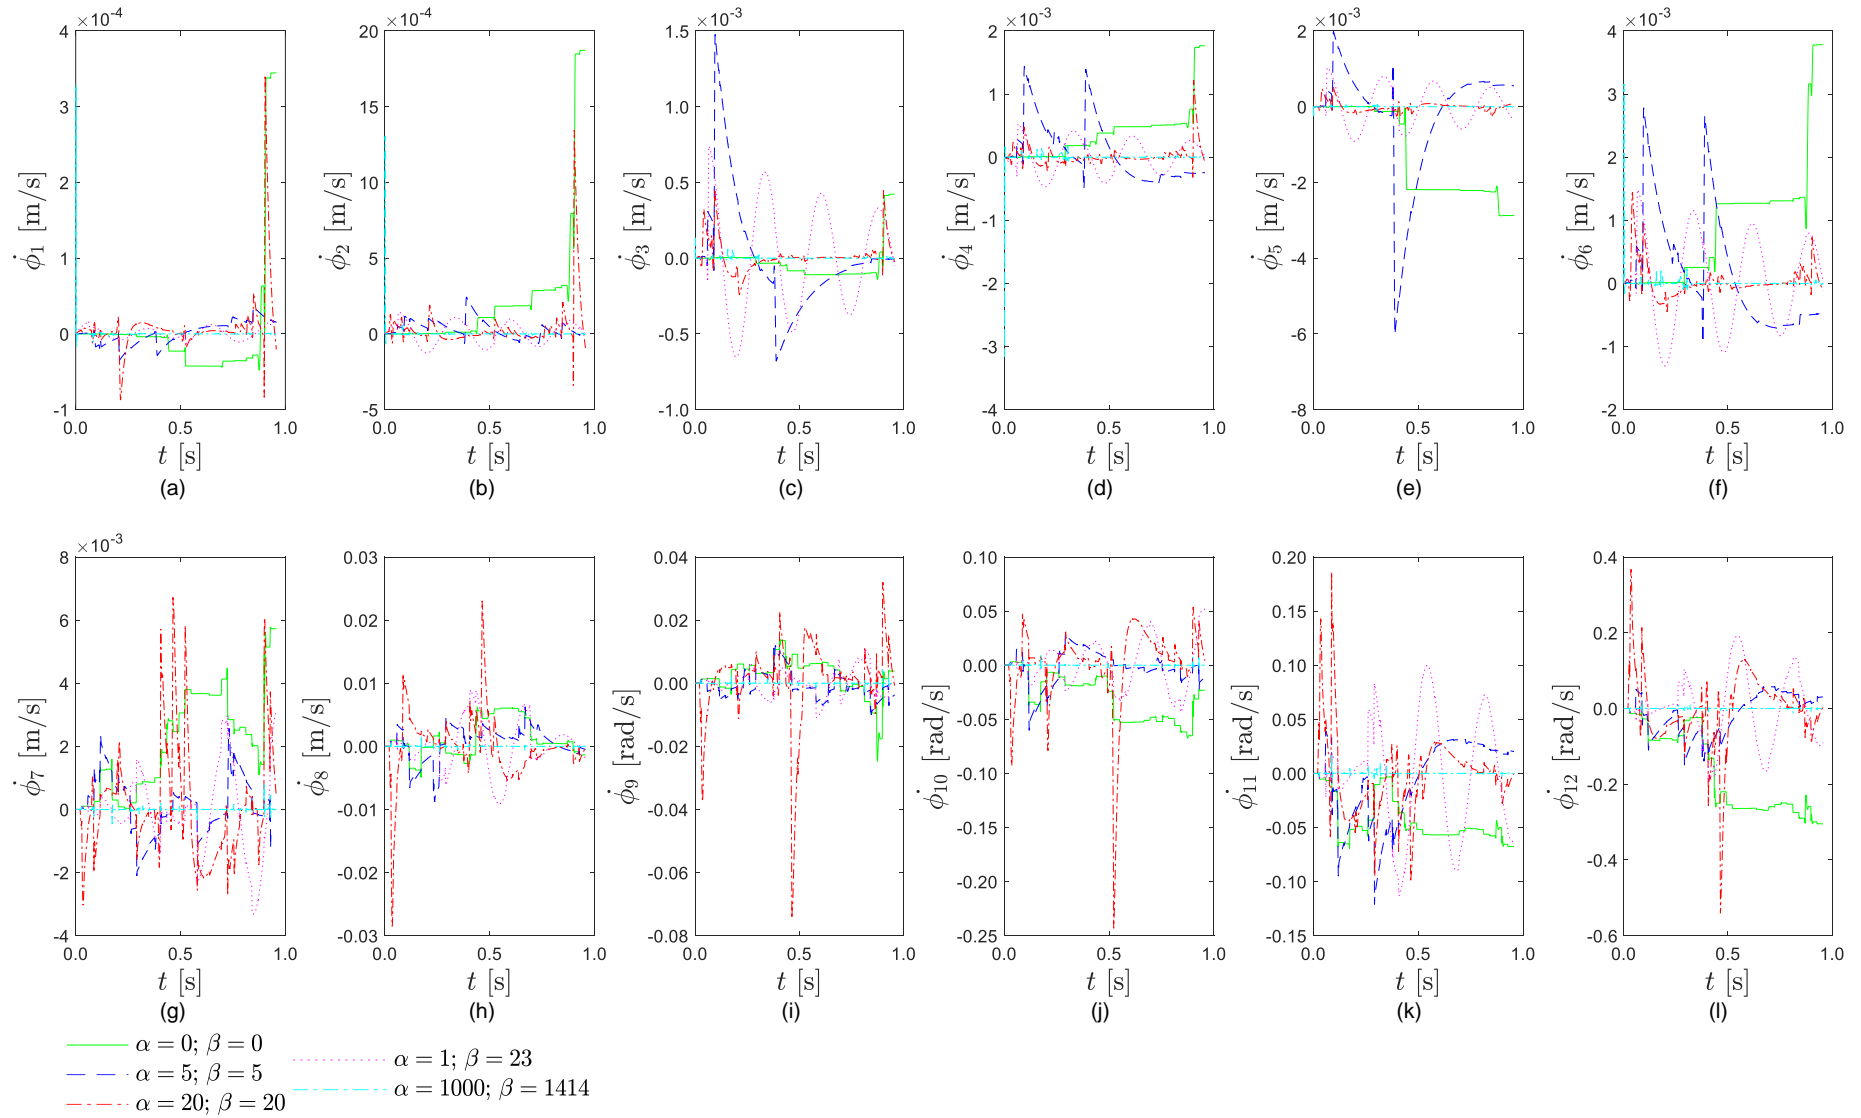 ×10⁻⁴ ×10⁻⁴ ×10⁻³ ×10⁻³ ×10⁻³ ×10⁻³
4 20 1.5 2 2 4
3 15 1.0 1 0 3
2 10 0.5 0 -2 2
1 5 0.0 -1 -4 1
0 0 -0.5 -2 -6 0
-1 -5 -1.0 -3 -8 -1
-4 -2
ϕ̇₁ [m/s] ϕ̇₂ [m/s] ϕ̇₃ [m/s] ϕ̇₄ [m/s] ϕ̇₅ [m/s] ϕ̇₆ [m/s]
0.0 0.5 1.0 0.0 0.5 1.0 0.0 0.5 1.0 0.0 0.5 1.0 0.0 0.5 1.0 0.0 0.5 1.0
t [s] t [s] t [s] t [s] t [s] t [s]
(a) (b) (c) (d) (e) (f)
×10⁻³
8 0.03 0.04 0.10 0.20 0.4
6 0.02 0.02 0.05 0.15 0.2
4 0.01 0.00 0.00 0.10 0.0
2 0.00 -0.02 -0.05 0.05 -0.2
0 -0.01 -0.04 -0.10 0.00 -0.4
-2 -0.02 -0.06 -0.15 -0.05 -0.6
-4 -0.03 -0.08 -0.20 -0.10
-0.25 -0.15
ϕ̇₇ [m/s] ϕ̇₈ [m/s] ϕ̇₉ [rad/s] ϕ̇₁₀ [rad/s] ϕ̇₁₁ [rad/s] ϕ̇₁₂ [rad/s]
0.0 0.5 1.0 0.0 0.5 1.0 0.0 0.5 1.0 0.0 0.5 1.0 0.0 0.5 1.0 0.0 0.5 1.0
t [s] t [s] t [s] t [s] t [s] t [s]
(g) (h) (i) (j) (k) (l)
α = 0; β = 0
α = 5; β = 5
α = 20; β = 20
α = 1; β = 23
α = 1000; β = 1414